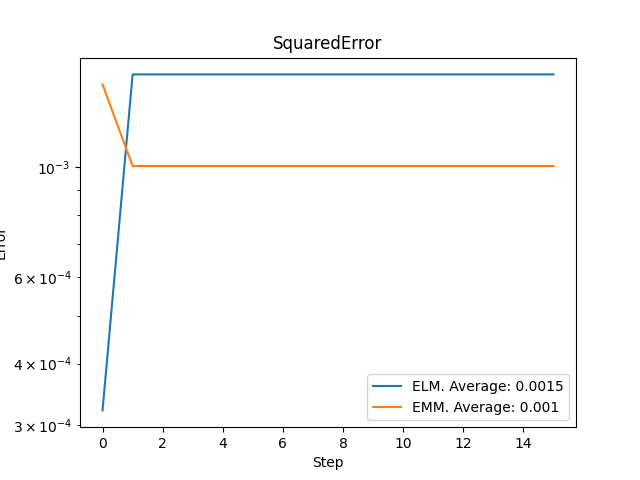 SquaredError
10⁻³
6 × 10⁻⁴
4 × 10⁻⁴
3 × 10⁻⁴
Error
0 2 4 6 8 10 12 14
Step
ELM. Average: 0.0015
EMM. Average: 0.001